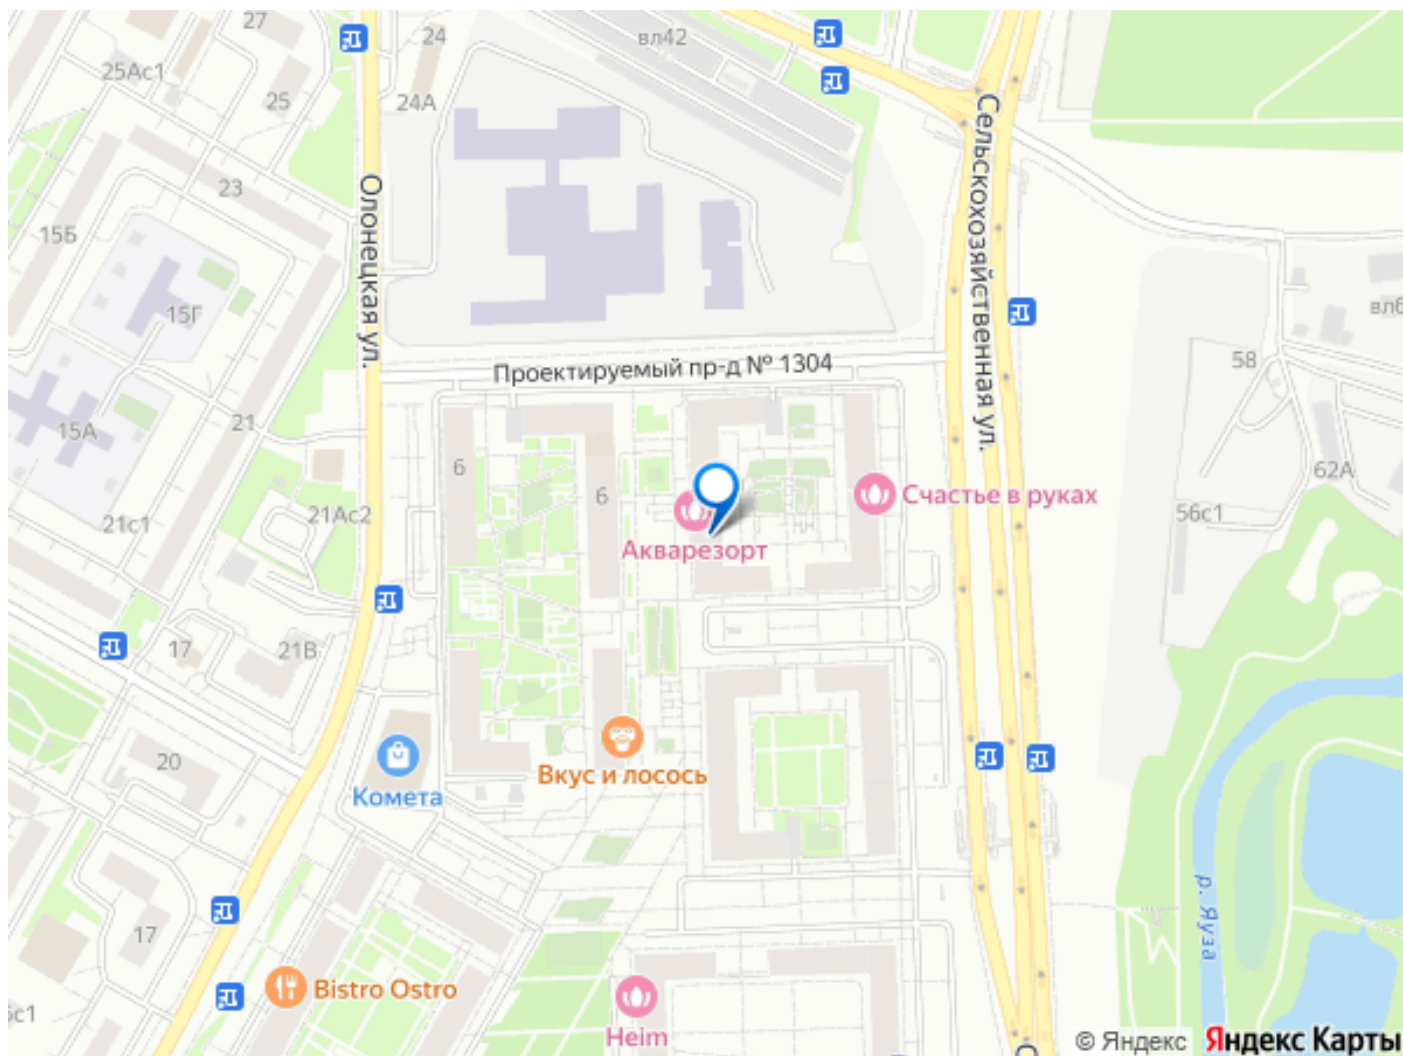 27
24
вл42
25Ас1
25
24А
Сельскохозяйственная ул.
Олонецкая ул.
23
15Б
15Г
58
Проектируемый пр-д № 1304
15А
21
6
6
62А
Счастье в руках
56с1
21с1
21Ас2
Акварезорт
17
21В
20
Вкус и лосось
Комета
17
р. Яуза
Bistro Ostro
Heim
© Яндекс
Яндекс Карты